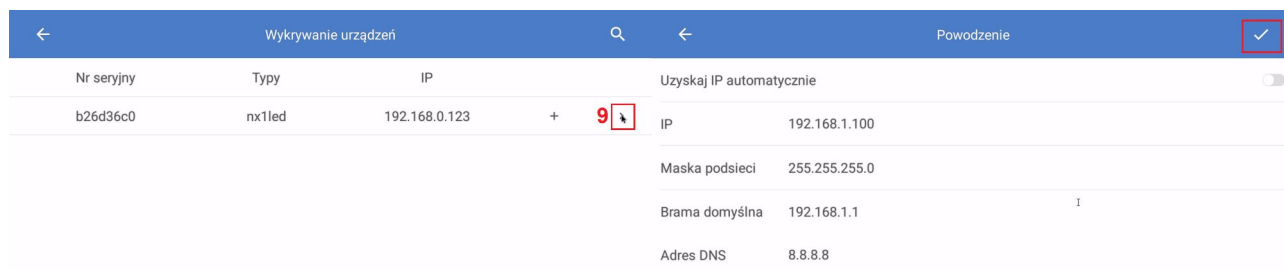 Wykrywanie urządzeń
Nr seryjny Typy IP
b26d36c0 nx1led 192.168.0.123 + 9
Powodzenie
Uzyskaj IP automatycznie
IP 192.168.1.100
Maska podsieci 255.255.255.0
Brama domyślna 192.168.1.1
Adres DNS 8.8.8.8